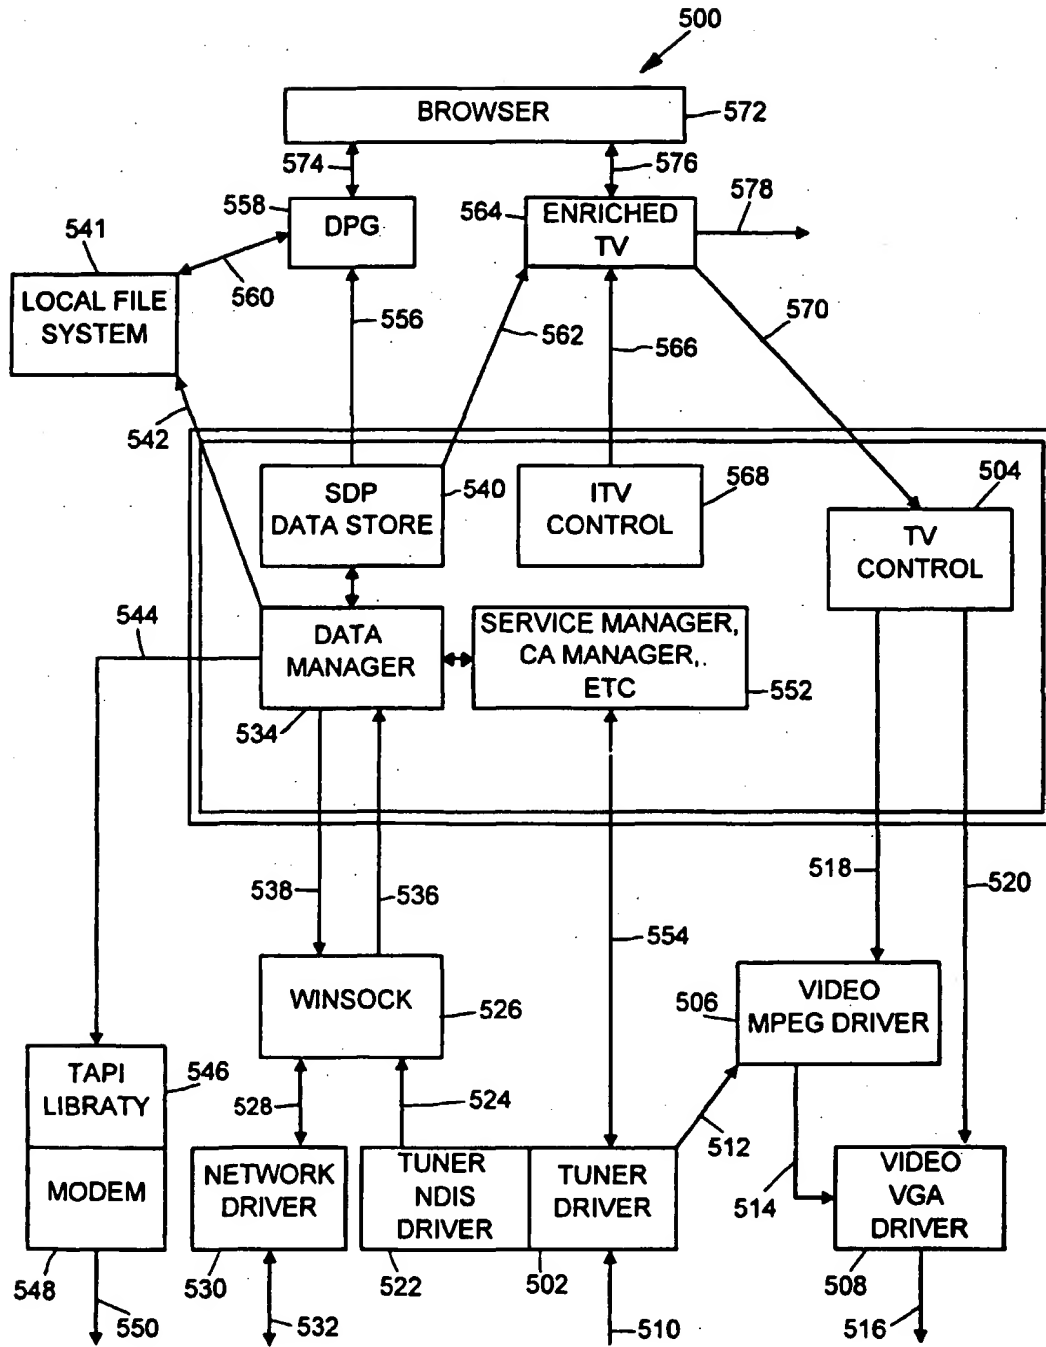 500
BROWSER
572
574
576
558
DPG
564
ENRICHED
TV
578
541
LOCAL FILE
SYSTEM
560
556
562
566
570
542
SDP
DATA STORE
540
ITV
CONTROL
568
504
TV
CONTROL
544
DATA
MANAGER
534
SERVICE MANAGER,
CA MANAGER,.
ETC
552
538
536
554
518
520
WINSOCK
526
506
VIDEO
MPEG DRIVER
TAPI
LIBRATY
546
528
524
512
MODEM
NETWORK
DRIVER
TUNER
NDIS
DRIVER
TUNER
DRIVER
514
VIDEO
VGA
DRIVER
548
550
530
532
522
502
510
508
516